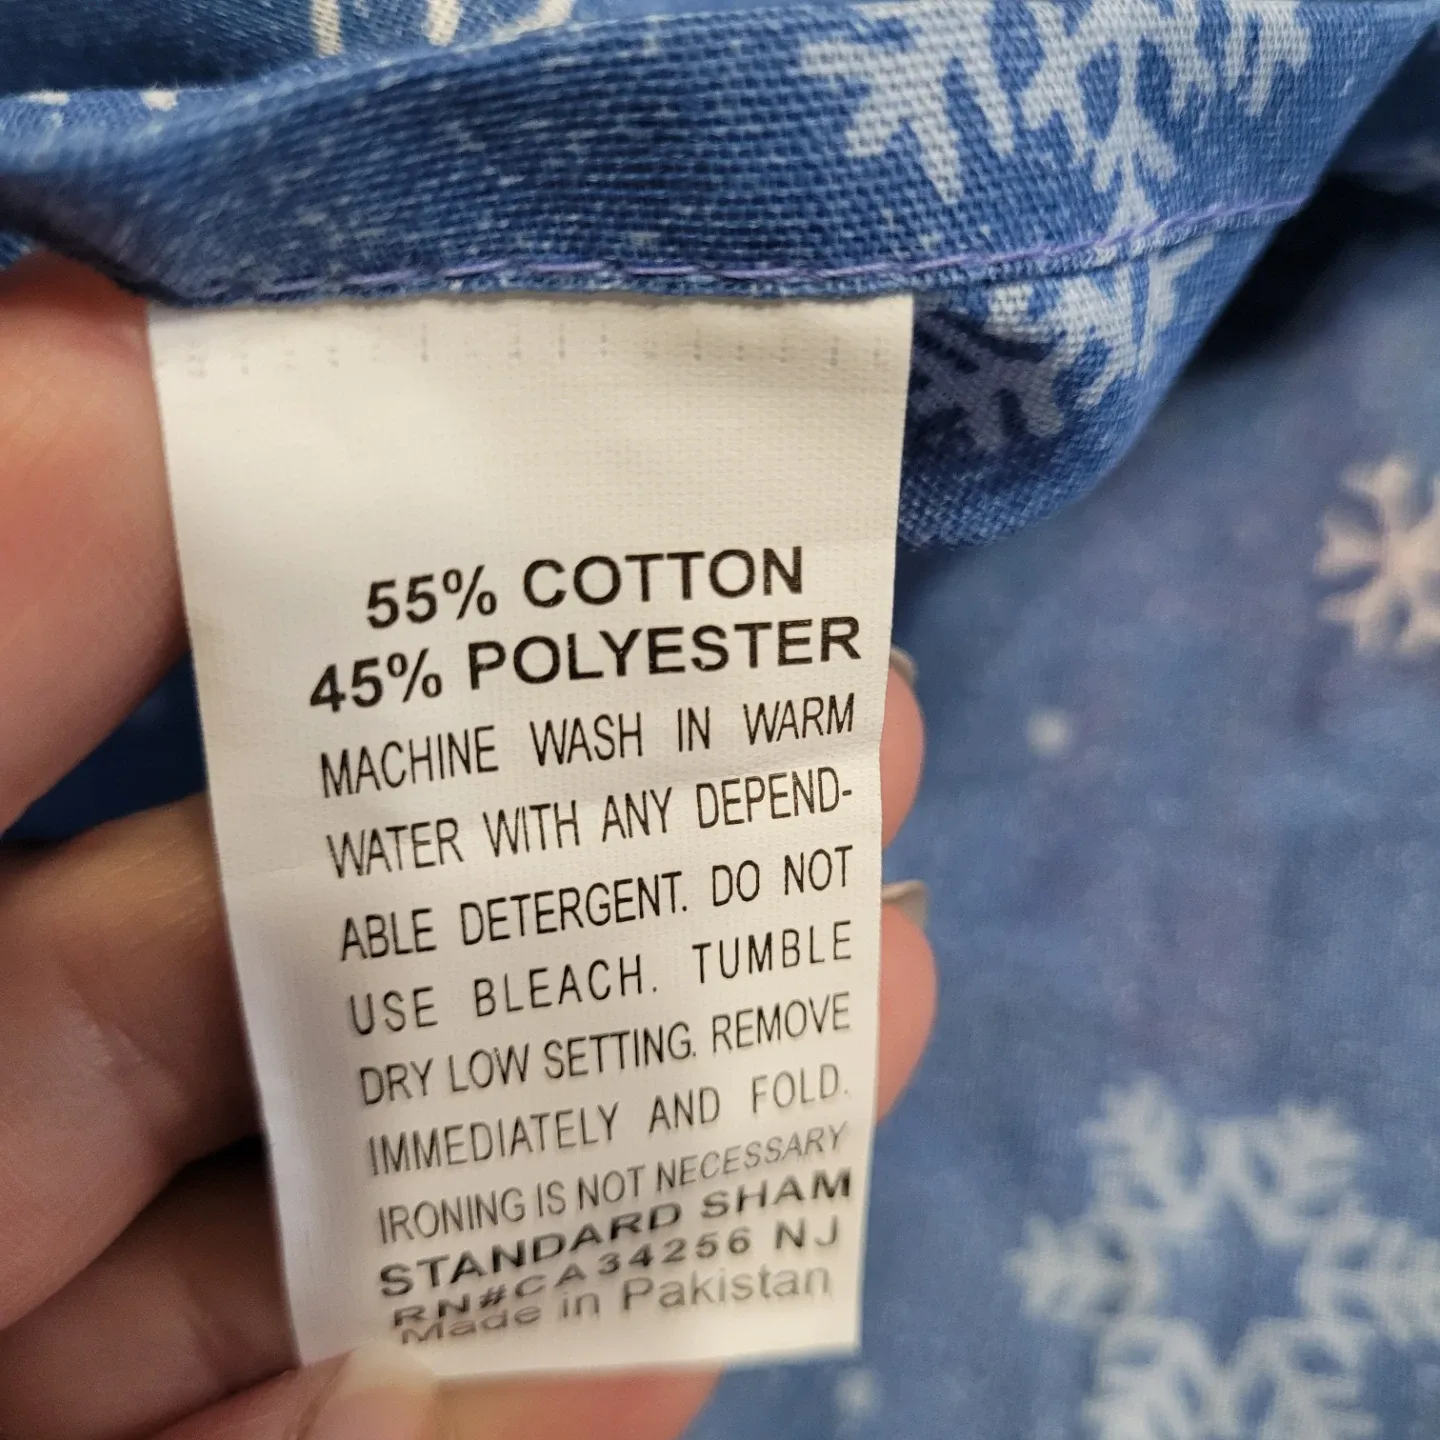 55% COTTON
45% POLYESTER
MACHINE WASH IN WARM
WATER WITH ANY DEPEND-
ABLE DETERGENT. DO NOT
USE BLEACH. TUMBLE
DRY LOW SETTING. REMOVE
IMMEDIATELY AND FOLD.
IRONING IS NOT NECESSARY
STANDARD SHAM
RN#CA34256 NJ
Made in Pakistan